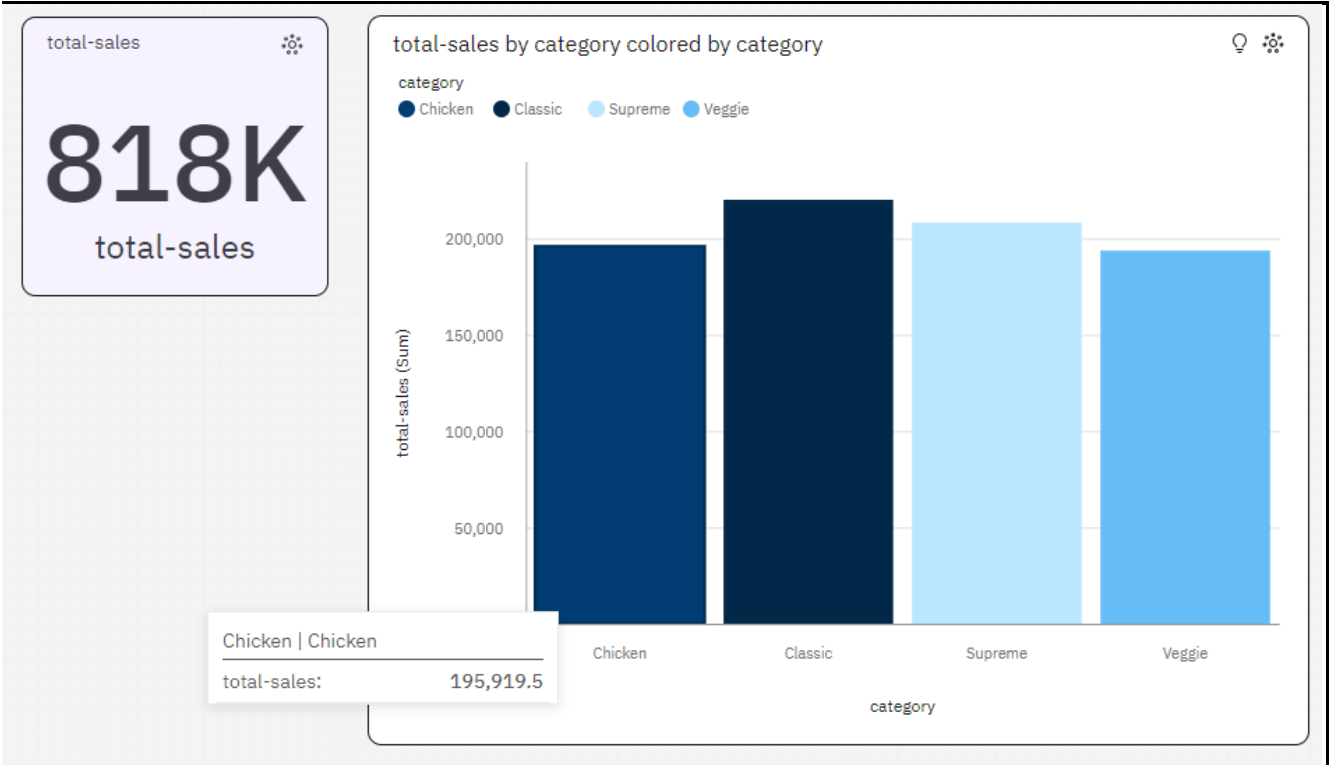 total-sales
818K
total-sales
total-sales by category colored by category
category
Chicken Classic Supreme Veggie
total-sales (Sum)
200,000
150,000
100,000
50,000
Chicken Classic Supreme Veggie
category
Chicken | Chicken
total-sales: 195,919.5